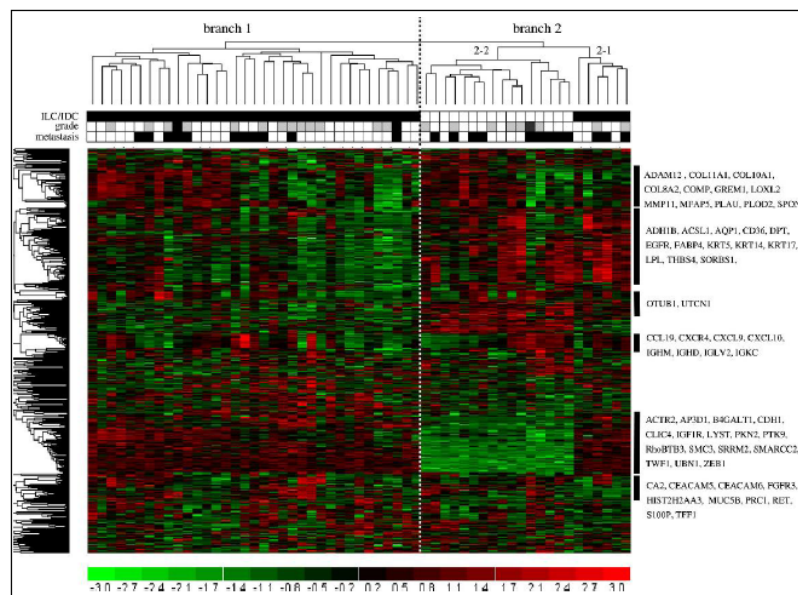 branch 1
branch 2
2-2
2-1
ILC/IDC
grade
metastasis
ADAM12 , COL11A1, COL10A1,
COL8A2, COMP, GREM1, LOXL2
MMP11, MFAP5, PLAU, PLOD2, SPON
ADH1B, ACSL1, AQP1, CD36, DPT,
EGFR, FABP4, KRT5, KRT14, KRT17,
LPL, THBS4, SORBS1,
OTUB1, UTCN1
CCL19, CXCR4, CXCL9, CXCL10,
IGHM, IGHD, IGLV2, IGKC
ACTR2, AP3D1, B4GALT1, CDH1,
CLIC4, IGF1R, LYST, PKN2, PTK9,
RhoBTB3, SMC3, SRRM2, SMARCC2,
TWF1, UBN1, ZEB1
CA2, CEACAM5, CEACAM6, FGFR3,
HIST2H2AA3, MUC5B, PRC1, RET,
S100P, TFF1
-3.0 -2.7 -2.4 -2.1 -1.7 -1.4 -1.1 -0.8 -0.5 -0.2 0.2 0.5 0.8 1.1 1.4 1.7 2.1 2.4 2.7 3.0